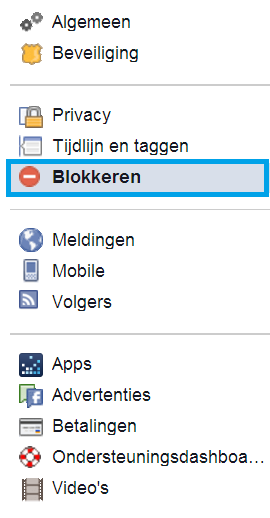 Algemeen
Beveiliging
Privacy
Tijdlijn en taggen
Blokkeren
Meldingen
Mobile
Volgers
Apps
Advertenties
Betalingen
Ondersteuningsdashboa...
Video's